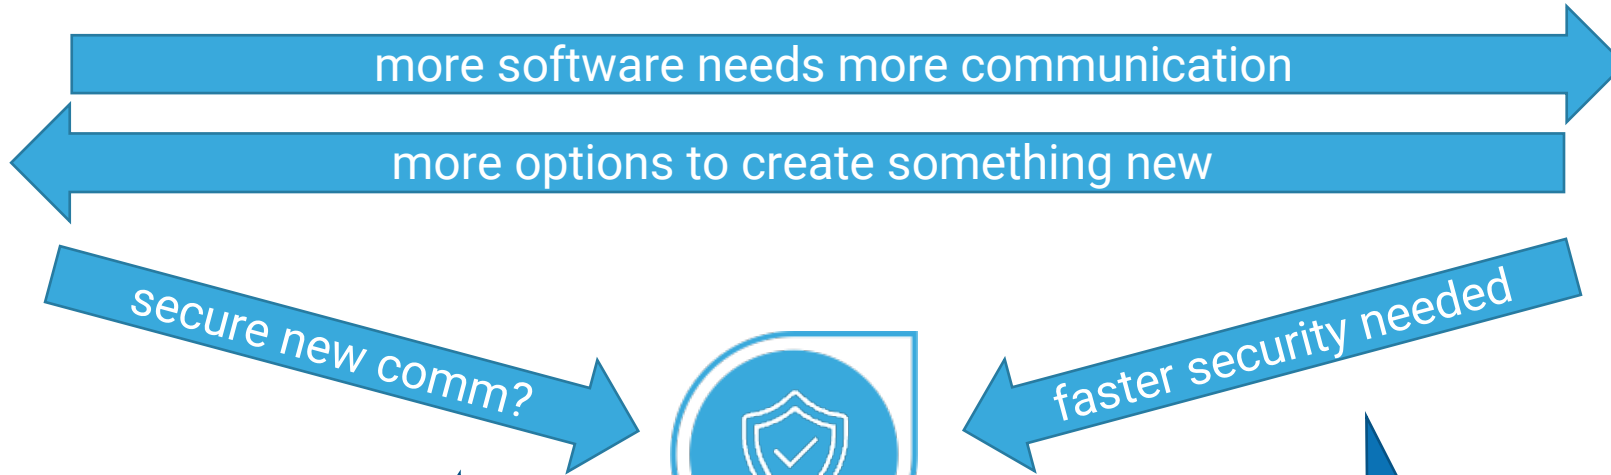 more software needs more communication
more options to create something new
secure new comm?
faster security needed